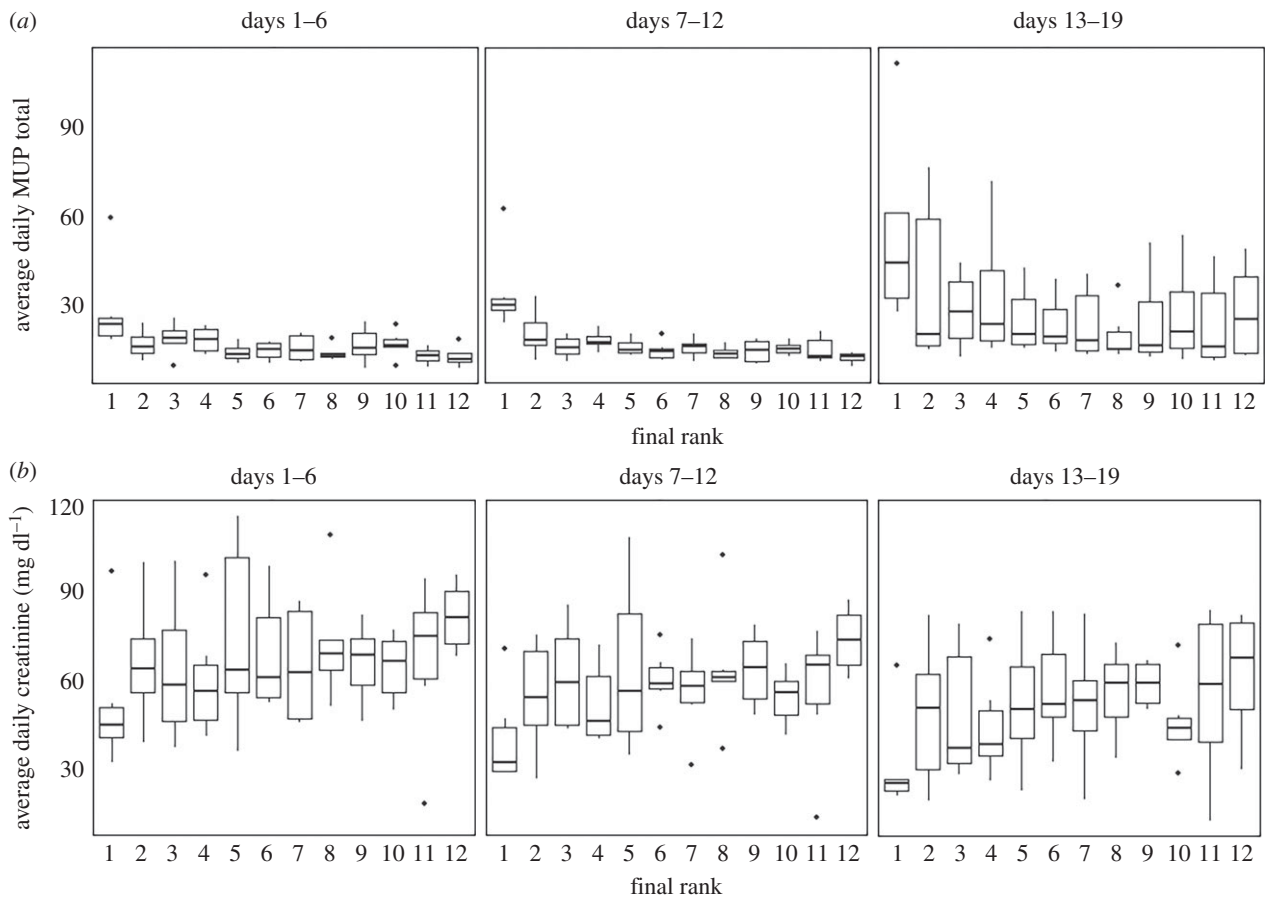 (a)
days 1–6 days 7–12 days 13–19
average daily MUP total
90
60
30
1 2 3 4 5 6 7 8 9 10 11 12 1 2 3 4 5 6 7 8 9 10 11 12 1 2 3 4 5 6 7 8 9 10 11 12
final rank
(b)
days 1–6 days 7–12 days 13–19
average daily creatinine (mg dl⁻¹)
120
90
60
30
1 2 3 4 5 6 7 8 9 10 11 12 1 2 3 4 5 6 7 8 9 10 11 12 1 2 3 4 5 6 7 8 9 10 11 12
final rank